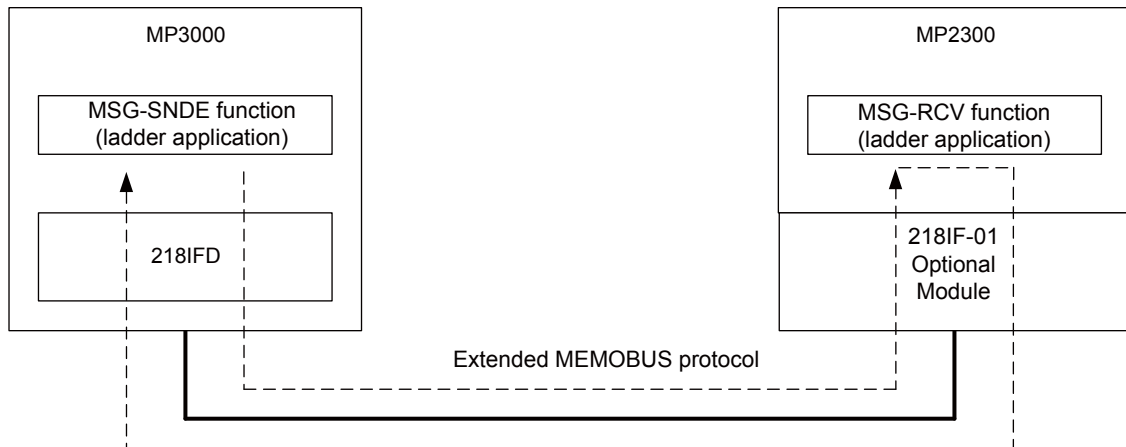 MP3000
MSG-SNDE function
(ladder application)
218IFD
MP2300
MSG-RCV function
(ladder application)
218IF-01
Optional
Module
Extended MEMOBUS protocol